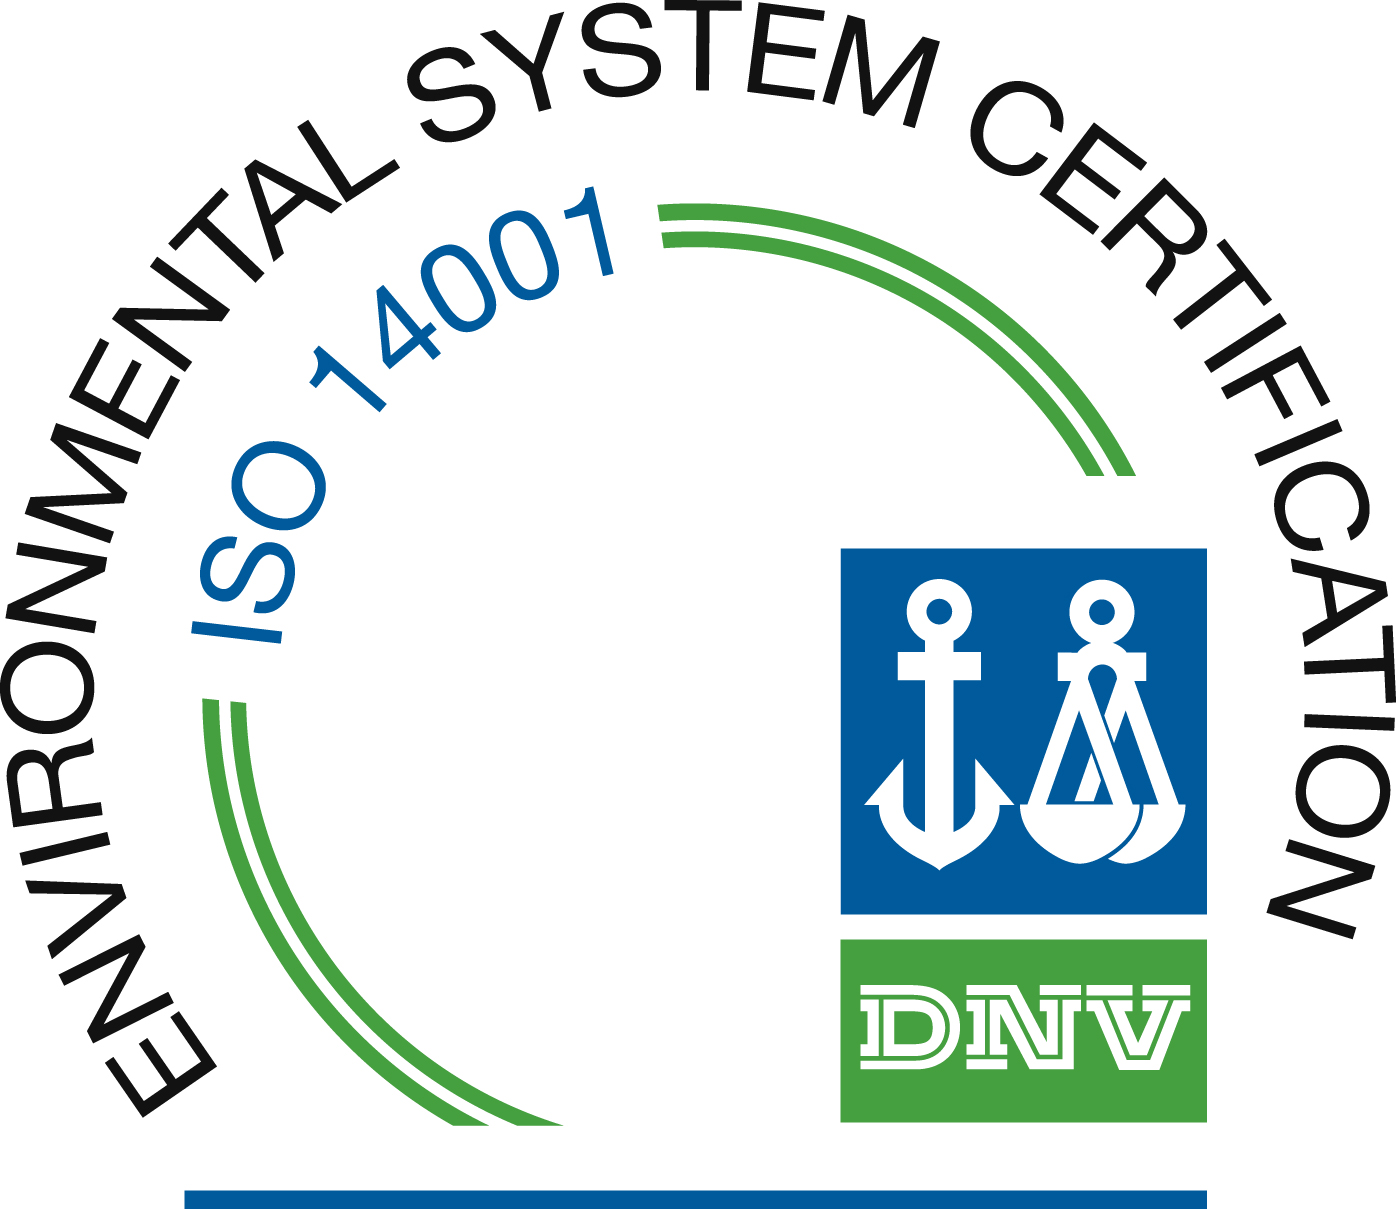 ENVIRONMENTAL SYSTEM CERTIFICATION
ISO 14001
DNV